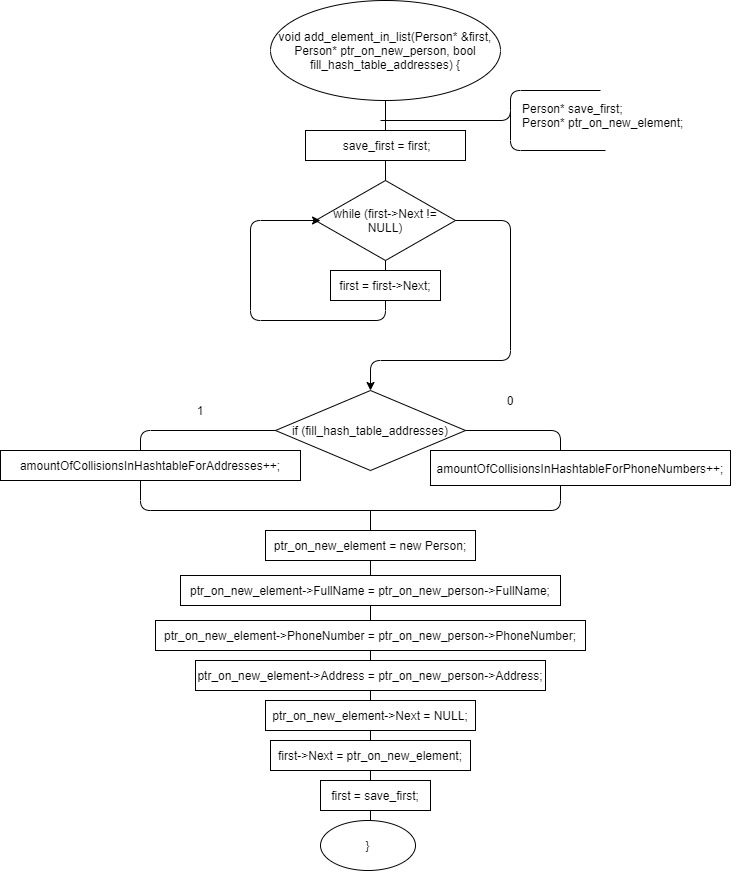 void add_element_in_list(Person* &first,
Person* ptr_on_new_person, bool
fill_hash_table_addresses) {
Person* save_first;
Person* ptr_on_new_element;
save_first = first;
while (first->Next !=
NULL)
first = first->Next;
1
0
if (fill_hash_table_addresses)
amountOfCollisionsInHashtableForAddresses++;
amountOfCollisionsInHashtableForPhoneNumbers++;
ptr_on_new_element = new Person;
ptr_on_new_element->FullName = ptr_on_new_person->FullName;
ptr_on_new_element->PhoneNumber = ptr_on_new_person->PhoneNumber;
ptr_on_new_element->Address = ptr_on_new_person->Address;
ptr_on_new_element->Next = NULL;
first->Next = ptr_on_new_element;
first = save_first;
}